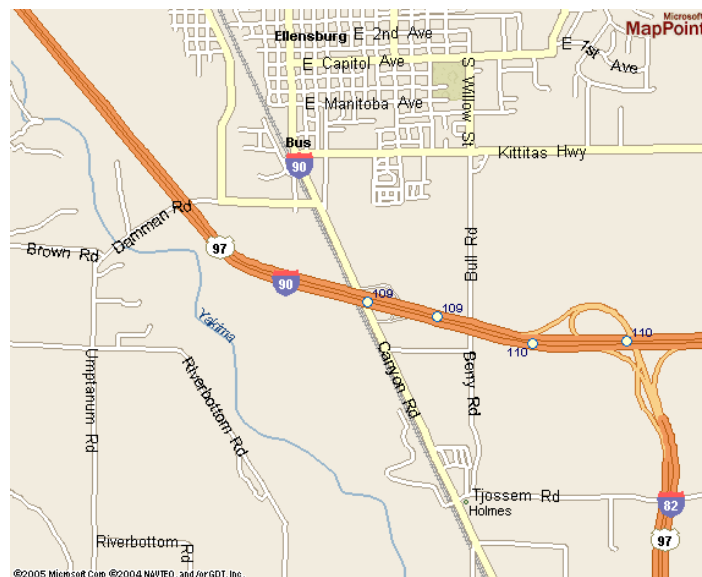 Microsoft
MapPoint
Ellensburg
E 2nd Ave
E 1st Ave
E Capitol Ave
S Willow St
E Manitoba Ave
Bus
90
Kittitas Hwy
Damman Rd
Brown Rd
97
Bull Rd
90
109
109
110
110
Yakima
Canyon Rd
Berry Rd
Umptanum Rd
Riverbottom Rd
Tjossem Rd
Holmes
82
97
Riverbottom Rd
©2005 Microsoft Corp ©2004 NAVTEQ, and/or GDT, Inc.